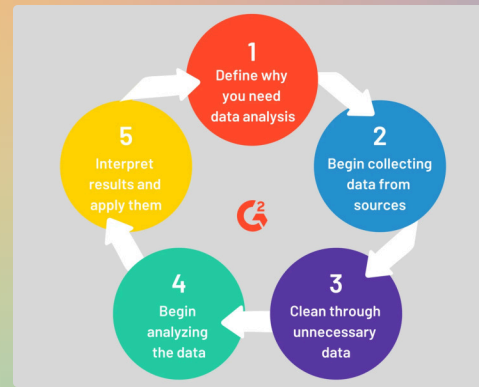 1
Define why
you need
data analysis
2
Begin collecting
data from
sources
3
Clean through
unnecessary
data
4
Begin
analyzing
the data
5
Interpret
results and
apply them
G2